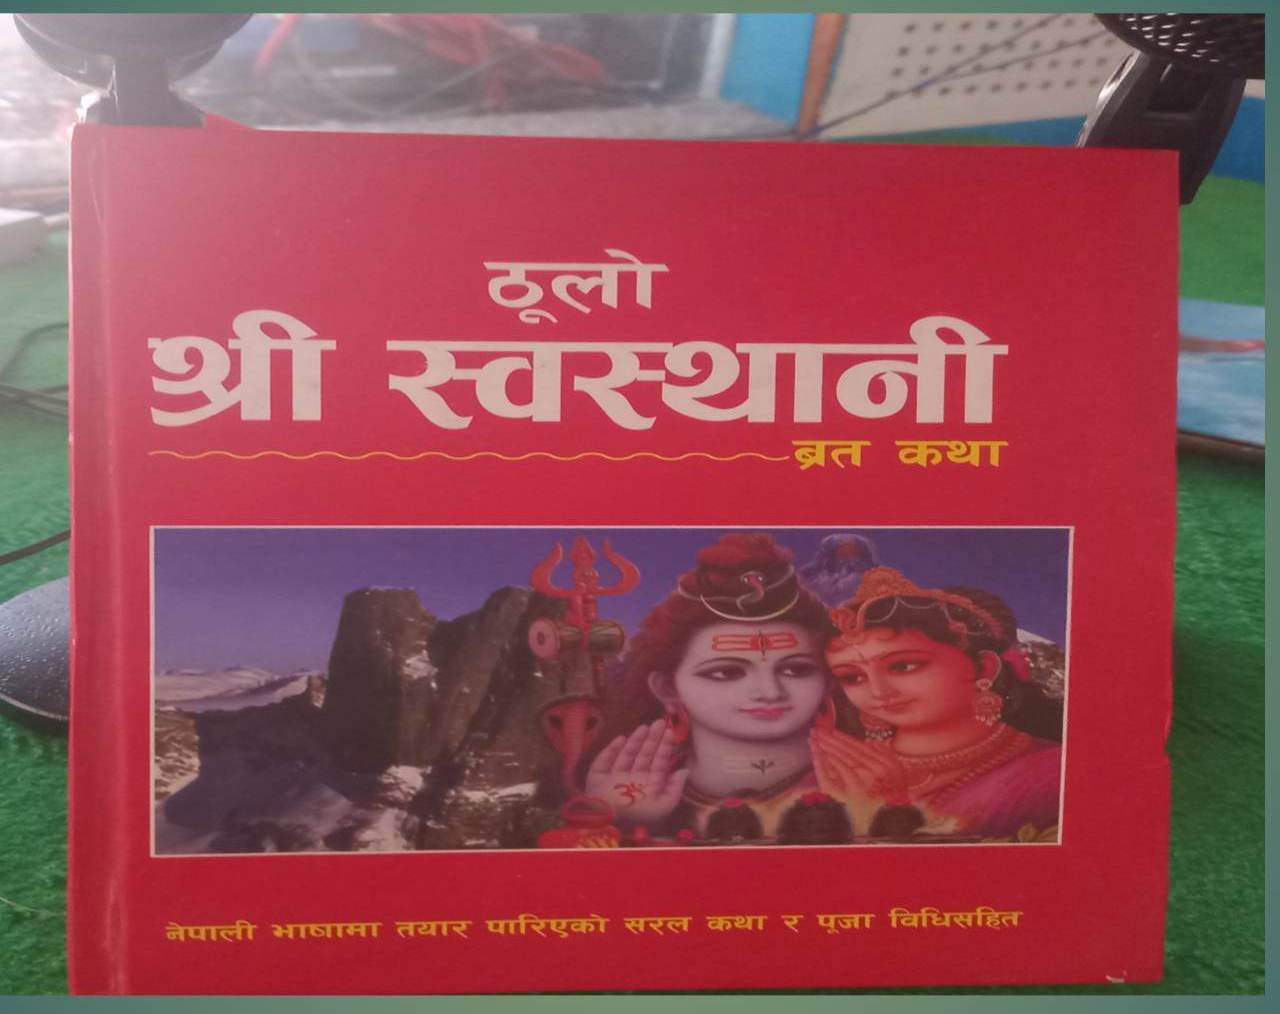 ठूलो
श्री स्वस्थानी
ब्रत कथा
ॐ
नेपाली भाषामा तयार पारिएको सरल कथा र पूजा विधिसहित